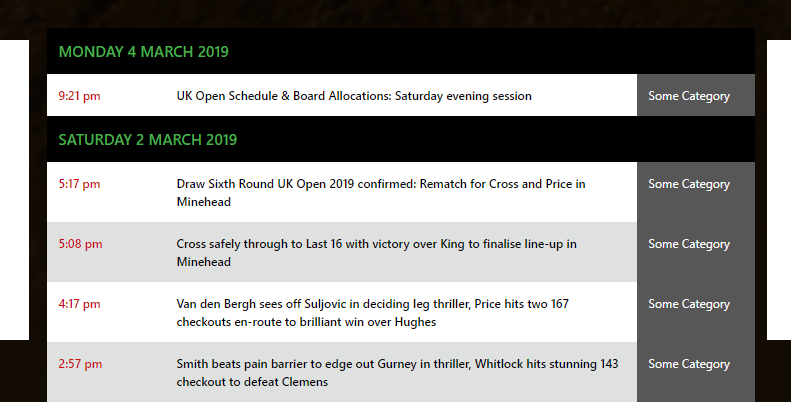 MONDAY 4 MARCH 2019
9:21 pm UK Open Schedule & Board Allocations: Saturday evening session Some Category
SATURDAY 2 MARCH 2019
5:17 pm Draw Sixth Round UK Open 2019 confirmed: Rematch for Cross and Price in Some Category
Minehead
5:08 pm Cross safely through to Last 16 with victory over King to finalise line-up in Some Category
Minehead
4:17 pm Van den Bergh sees off Suljovic in deciding leg thriller, Price hits two 167 Some Category
checkouts en-route to brilliant win over Hughes
2:57 pm Smith beats pain barrier to edge out Gurney in thriller, Whitlock hits stunning 143 Some Category
checkout to defeat Clemens